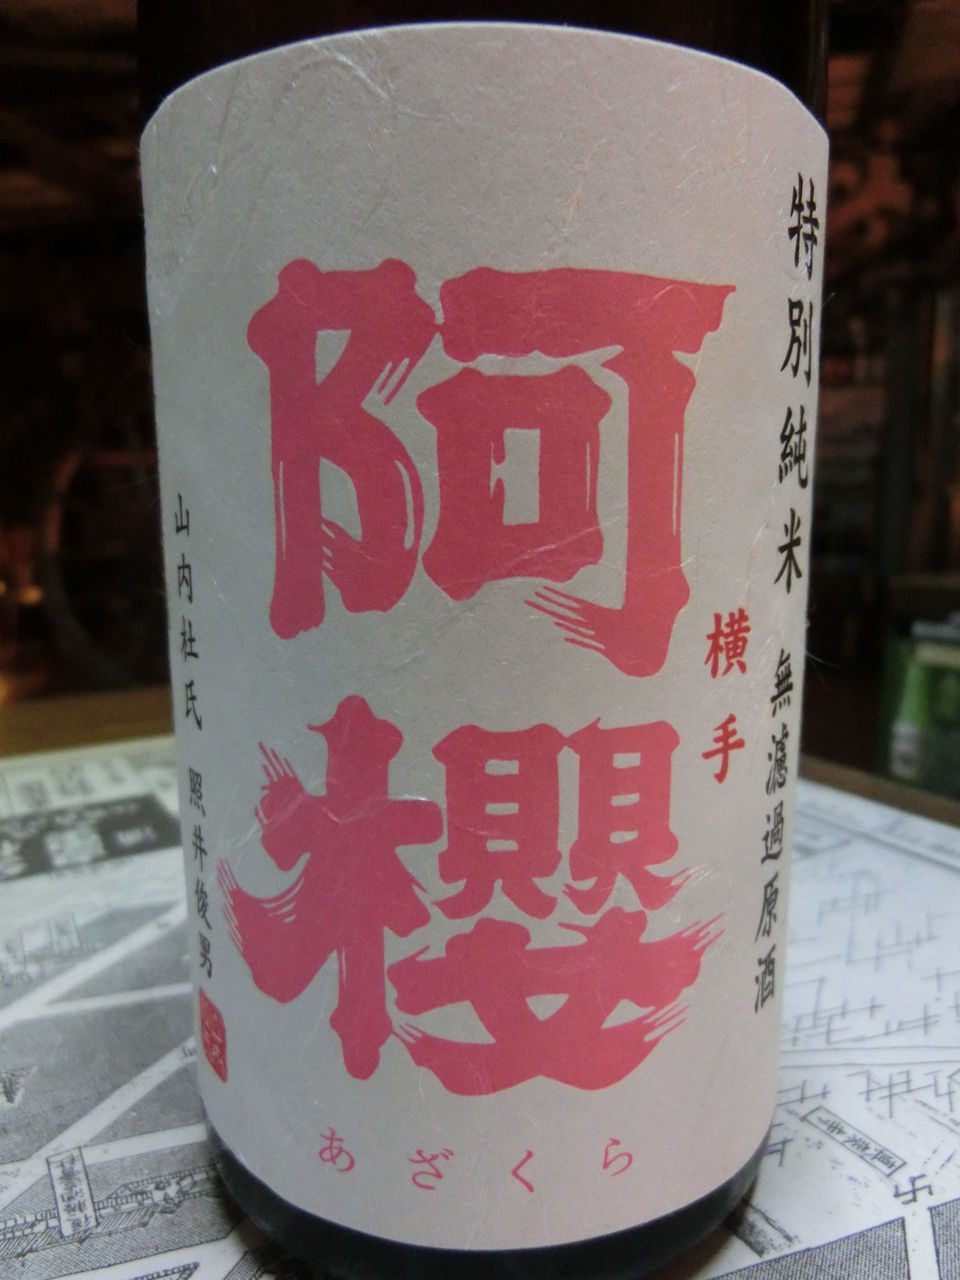 特別純米 無濾過原酒
横手
阿櫻
あざくら
山内杜氏 照井俊男